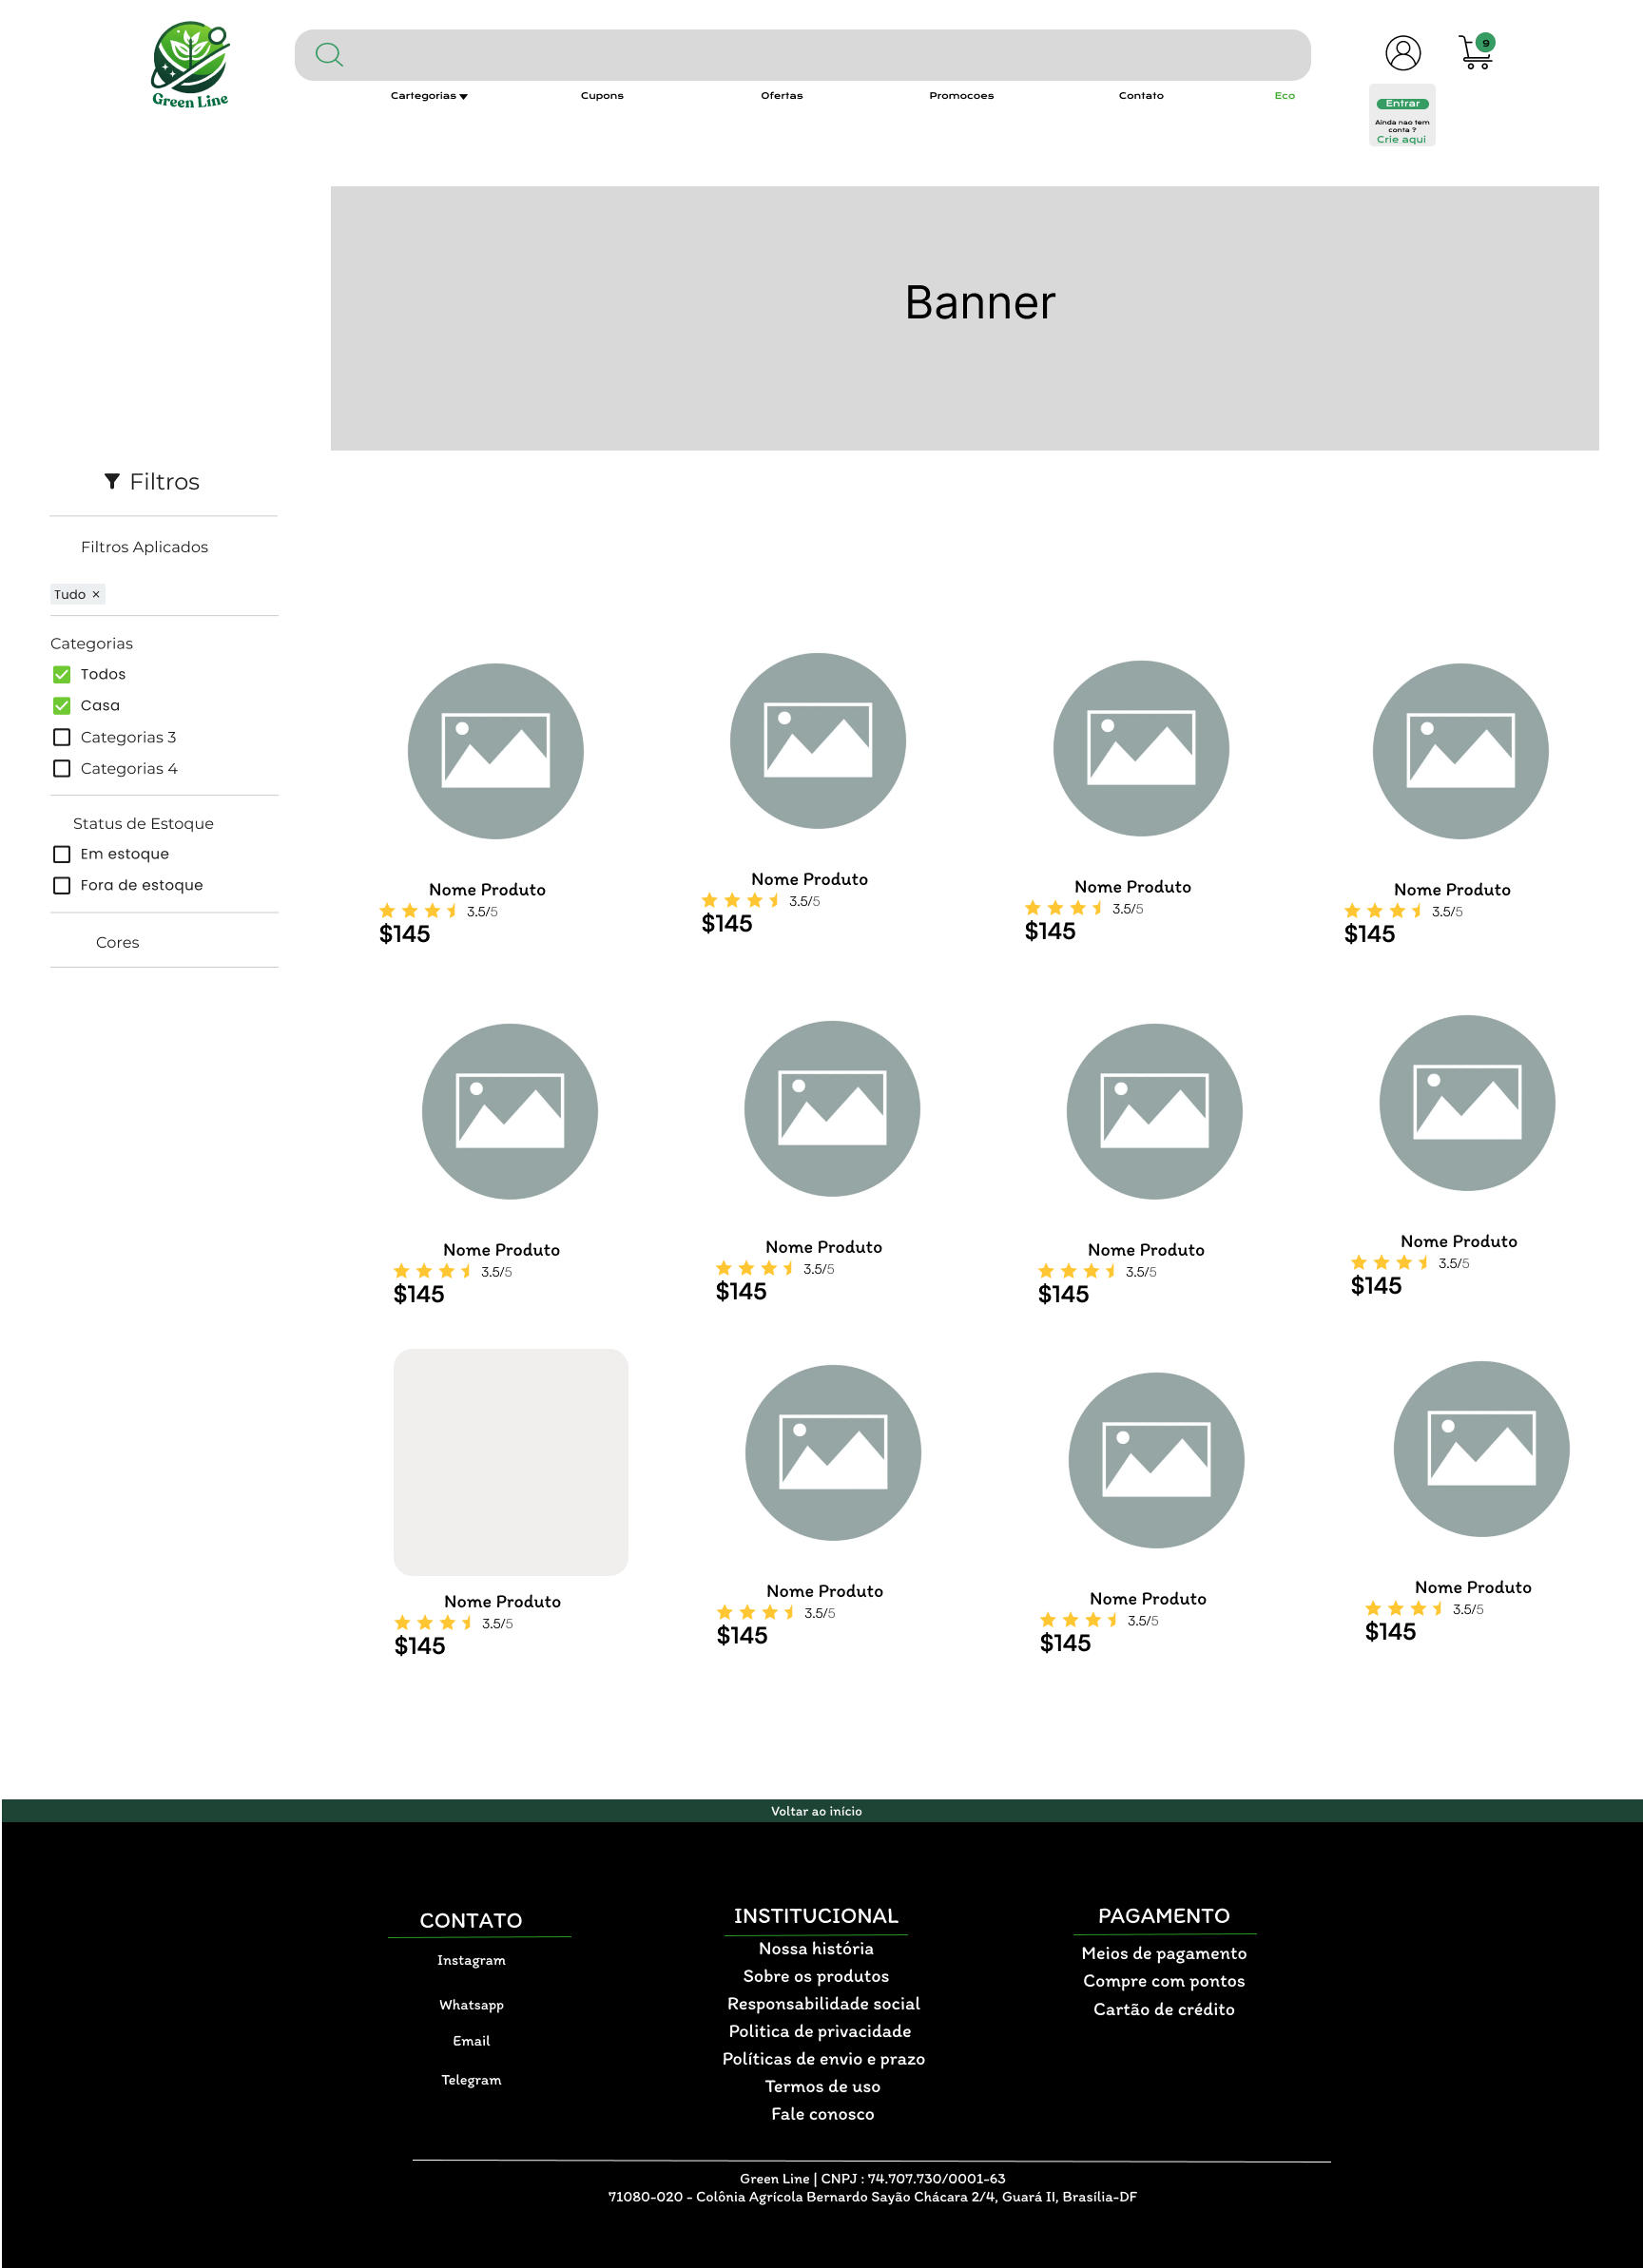 Green Line
9
Cartegorias
Cupons
Ofertas
Promocoes
Contato
Eco
Entrar
Ainda nao tem
conta ?
Crie aqui
Banner
Filtros
Filtros Aplicados
Tudo ×
Categorias
Todos
Casa
Categorias 3
Categorias 4
Status de Estoque
Em estoque
Fora de estoque
Cores
Nome Produto
3.5/5
$145
Nome Produto
3.5/5
$145
Nome Produto
3.5/5
$145
Nome Produto
3.5/5
$145
Nome Produto
3.5/5
$145
Nome Produto
3.5/5
$145
Nome Produto
3.5/5
$145
Nome Produto
3.5/5
$145
Nome Produto
3.5/5
$145
Nome Produto
3.5/5
$145
Nome Produto
3.5/5
$145
Nome Produto
3.5/5
$145
Voltar ao início
CONTATO
Instagram
Whatsapp
Email
Telegram
INSTITUCIONAL
Nossa história
Sobre os produtos
Responsabilidade social
Politica de privacidade
Políticas de envio e prazo
Termos de uso
Fale conosco
PAGAMENTO
Meios de pagamento
Compre com pontos
Cartão de crédito
Green Line | CNPJ : 74.707.730/0001-63
71080-020 - Colônia Agrícola Bernardo Sayão Chácara 2/4, Guará II, Brasília-DF